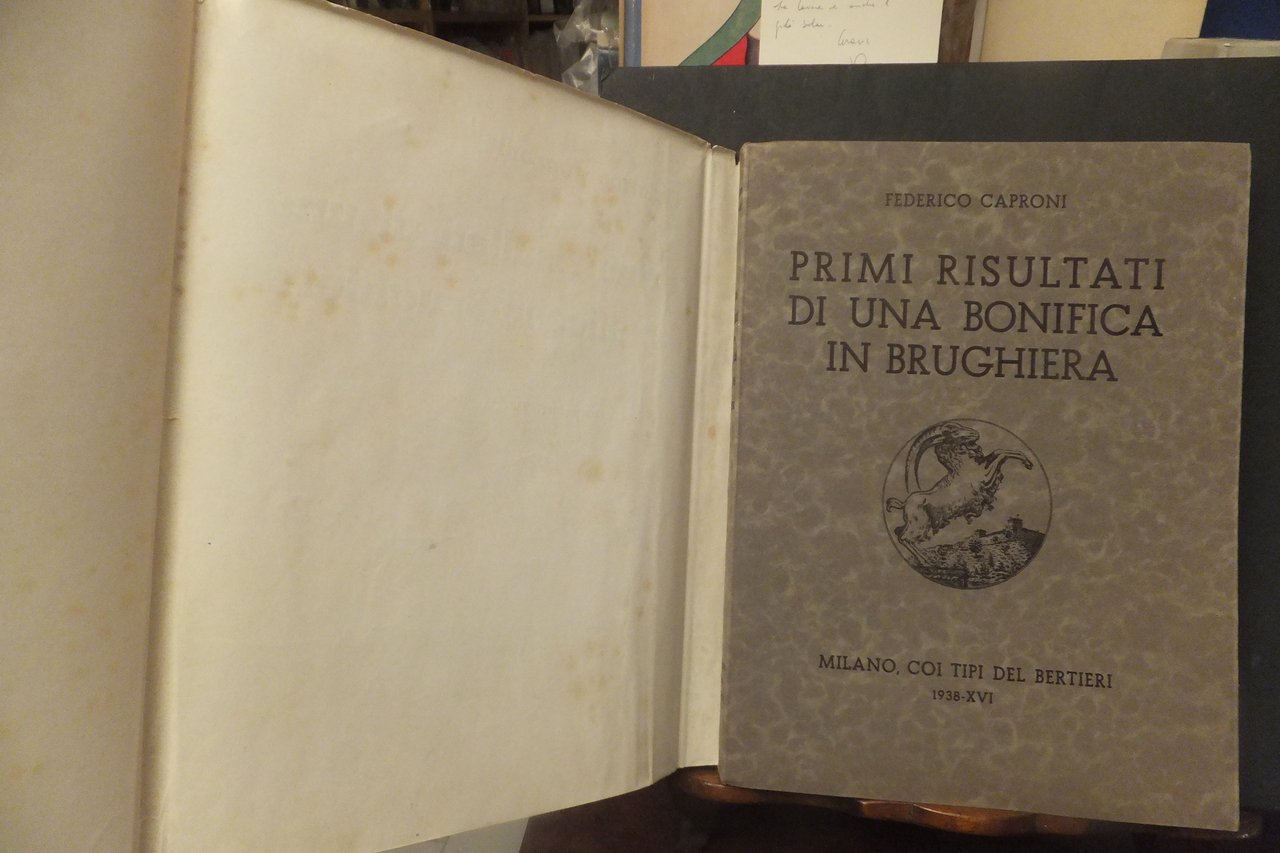 FEDERICO CAPRONI
PRIMI RISULTATI
DI UNA BONIFICA
IN BRUGHIERA
MILANO, COI TIPI DEL BERTIERI
1938-XVI